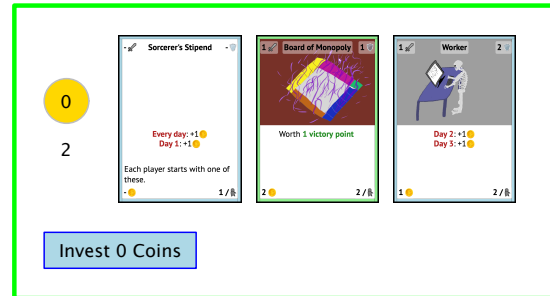 - Sorcerer's Stipend -
1 Board of Monopoly 1
1 Worker 2
0
2
Every day: +1
Day 1: +1
Each player starts with one of
these.
- 1 /
Worth 1 victory point
2 2 /
Day 2: +1
Day 3: +1
1 2 /
Invest 0 Coins